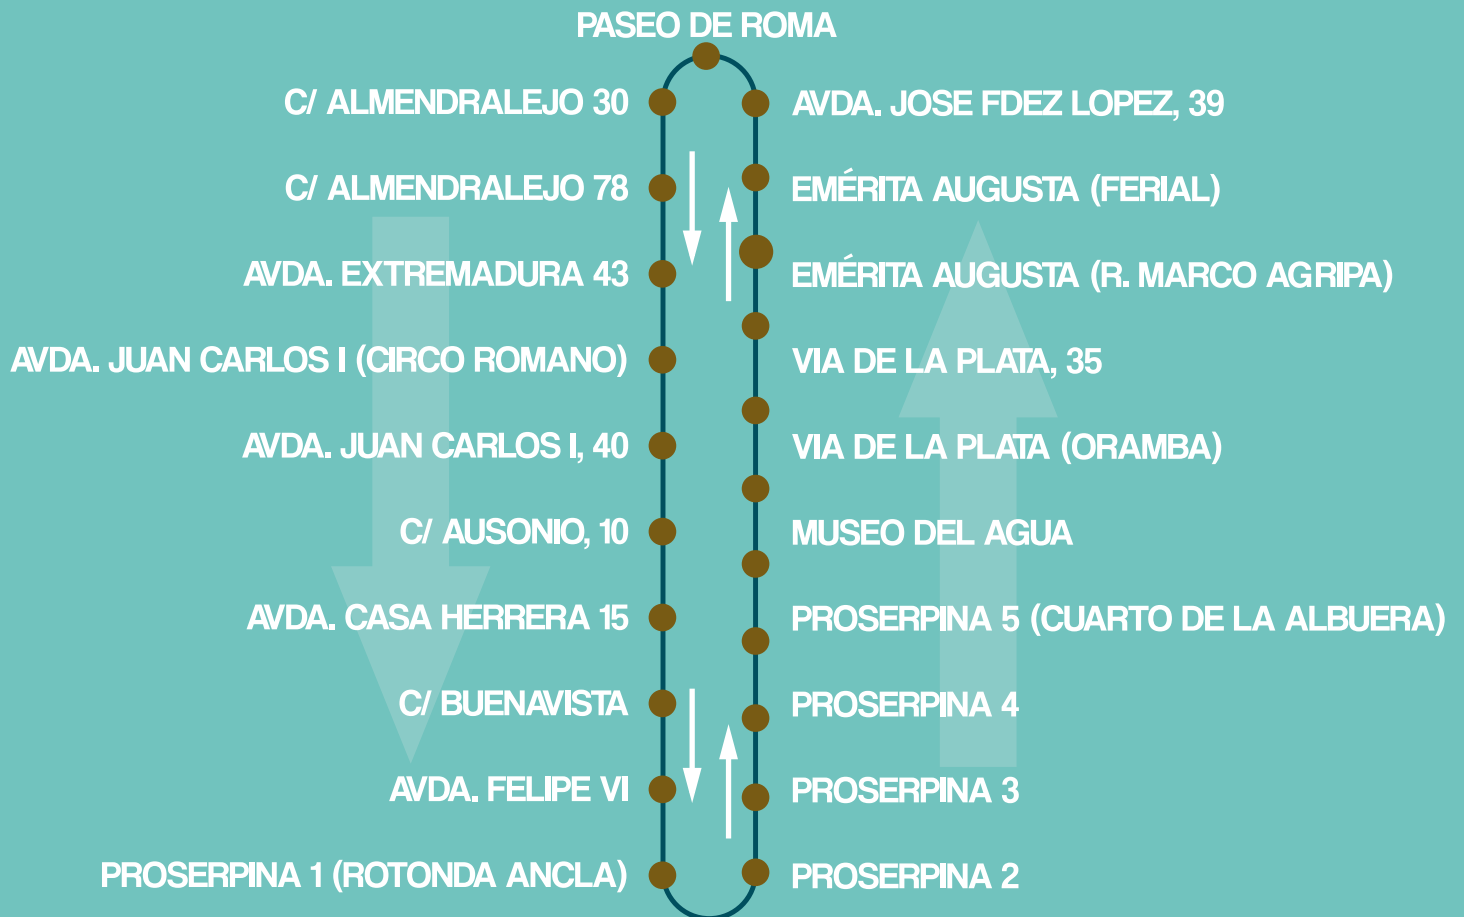 PASEO DE ROMA
C/ ALMENDRALEJO 30
C/ ALMENDRALEJO 78
AVDA. EXTREMADURA 43
AVDA. JUAN CARLOS I (CIRCO ROMANO)
AVDA. JUAN CARLOS I, 40
C/ AUSONIO, 10
AVDA. CASA HERRERA 15
C/ BUENAVISTA
AVDA. FELIPE VI
PROSERPINA 1 (ROTONDA ANCLA)
AVDA. JOSE FDEZ LOPEZ, 39
EMÉRITA AUGUSTA (FERIAL)
EMÉRITA AUGUSTA (R. MARCO AGRIPA)
VIA DE LA PLATA, 35
VIA DE LA PLATA (ORAMBA)
MUSEO DEL AGUA
PROSERPINA 5 (CUARTO DE LA ALBUERA)
PROSERPINA 4
PROSERPINA 3
PROSERPINA 2